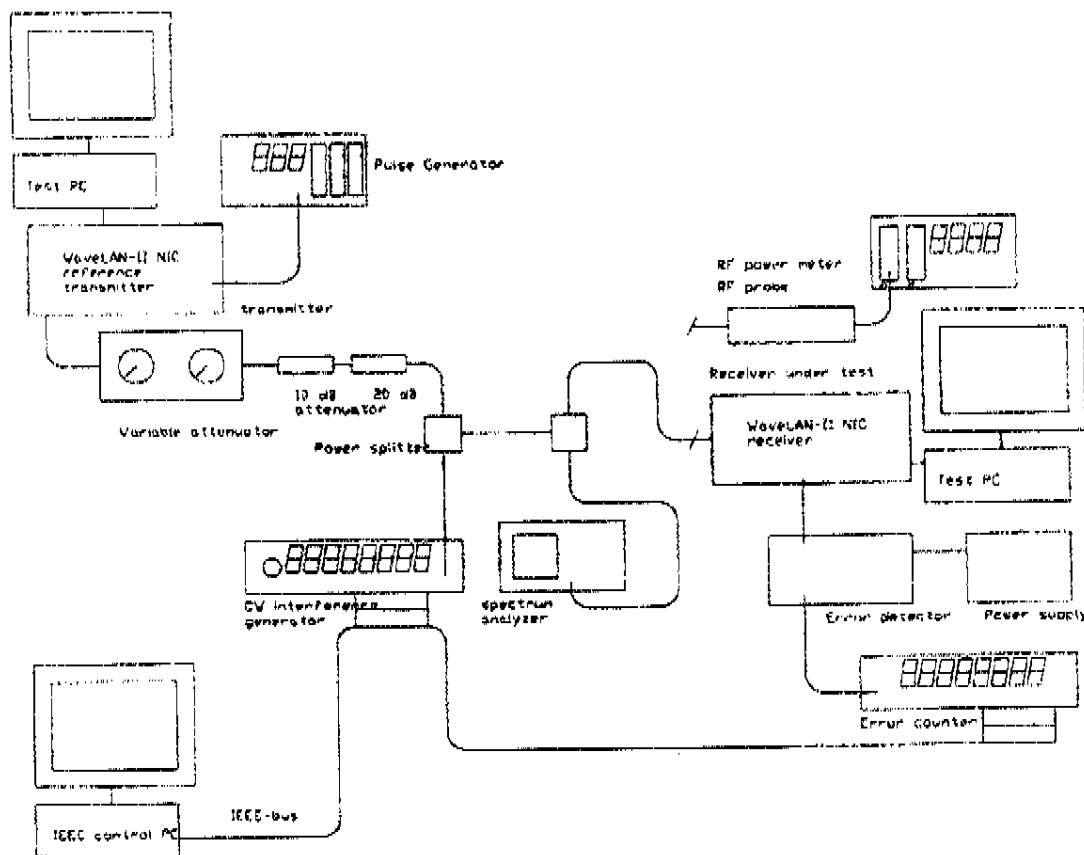 Test PC
Pulse Generator
WaveLAN-II NIC
reference
transmitter
transmitter
RF power meter
RF probe
10 dB
20 dB
attenuator
Variable attenuator
Power splitter
Receiver under test
WaveLAN-II NIC
receiver
Test PC
CW interference
generator
spectrum
analyzer
Error detector
Power supply
Error counter
IEEE-bus
IEEE control PC